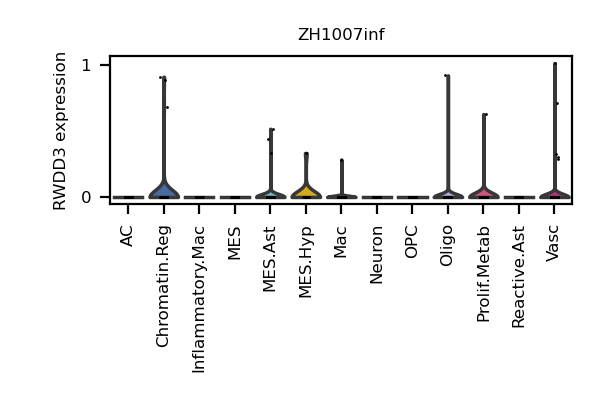 ZH1007inf
RWDD3 expression
1
0
AC
Chromatin.Reg
Inflammatory.Mac
MES
MES.Ast
MES.Hyp
Mac
Neuron
OPC
Oligo
Prolif.Metab
Reactive.Ast
Vasc